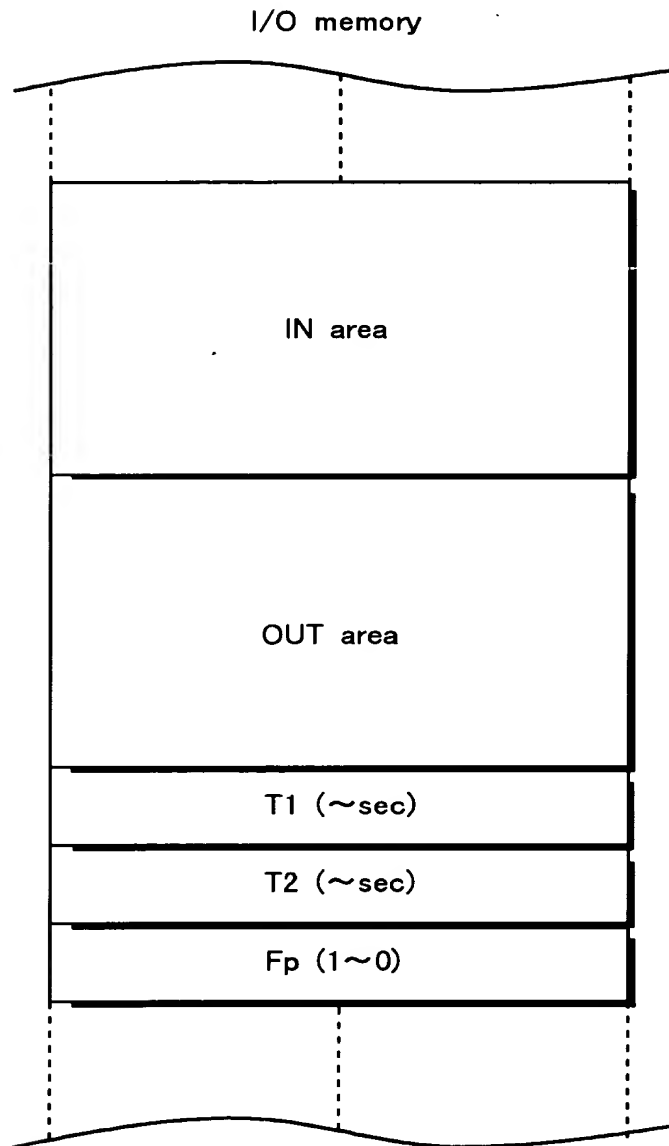 I/O memory
IN area
OUT area
T1 (～sec)
T2 (～sec)
Fp (1～0)